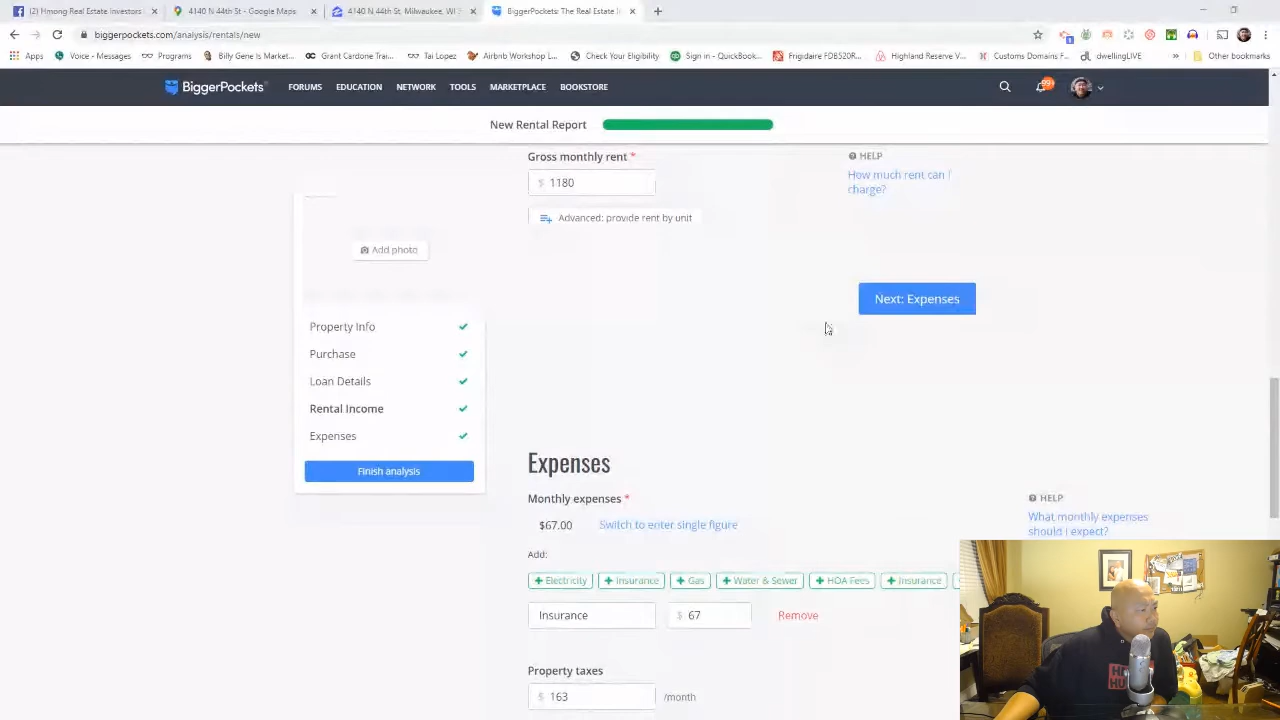 (2) Hmong Real Estate Investors
4140 N 44th St - Google Maps
4140 N 44th St, Milwaukee, WI 5
BiggerPockets: The Real Estate In
biggerpockets.com/analysis/rentals/new
Apps
Voice - Messages
Programs
Billy Gene Is Market...
Grant Cardone Trai...
Tai Lopez
Airbnb Workshop L...
Check Your Eligibility
Sign in - QuickBook...
Frigidaire FDB520R...
Highland Reserve V...
Customs Domains F...
dwellingLIVE
»
Other bookmarks
BiggerPockets
FORUMS
EDUCATION
NETWORK
TOOLS
MARKETPLACE
BOOKSTORE
99+
New Rental Report
Gross monthly rent *
$ 1180
Advanced: provide rent by unit
HELP
How much rent can I
charge?
Next: Expenses
Add photo
Property Info
Purchase
Loan Details
Rental Income
Expenses
Finish analysis
Expenses
Monthly expenses *
$67.00 Switch to enter single figure
HELP
What monthly expenses
should I expect?
Add:
+ Electricity
+ Insurance
+ Gas
+ Water & Sewer
+ HOA Fees
+ Insurance
Insurance
$ 67
Remove
Property taxes
$ 163 /month